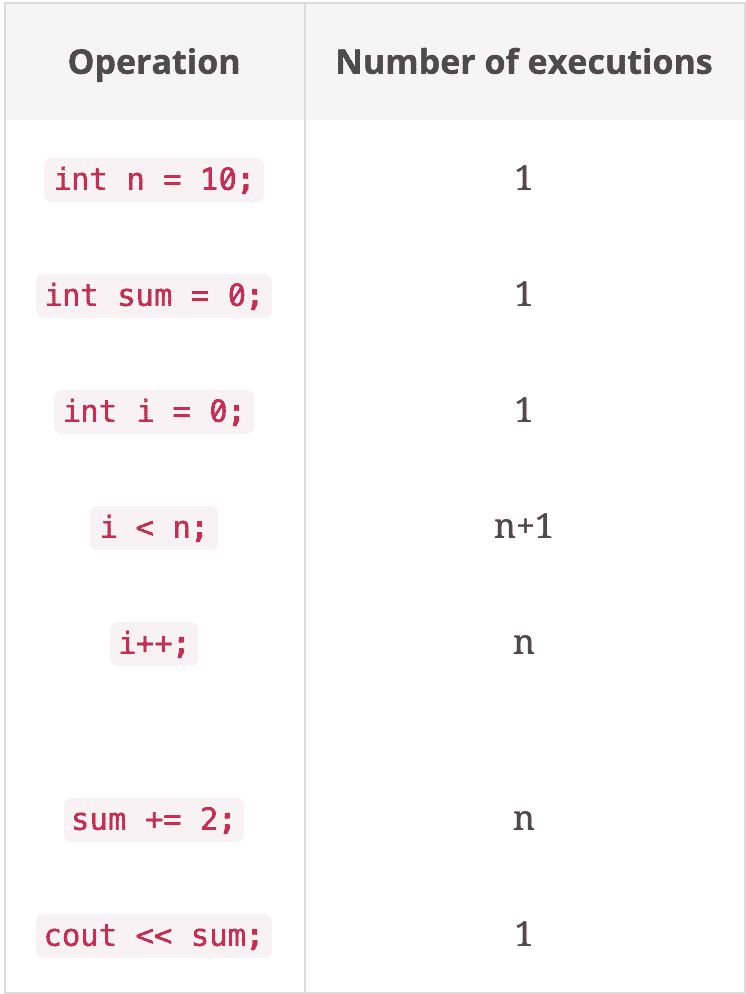 Operation Number of executions
int n = 10; 1
int sum = 0; 1
int i = 0; 1
i < n; n+1
i++; n
sum += 2; n
cout << sum; 1